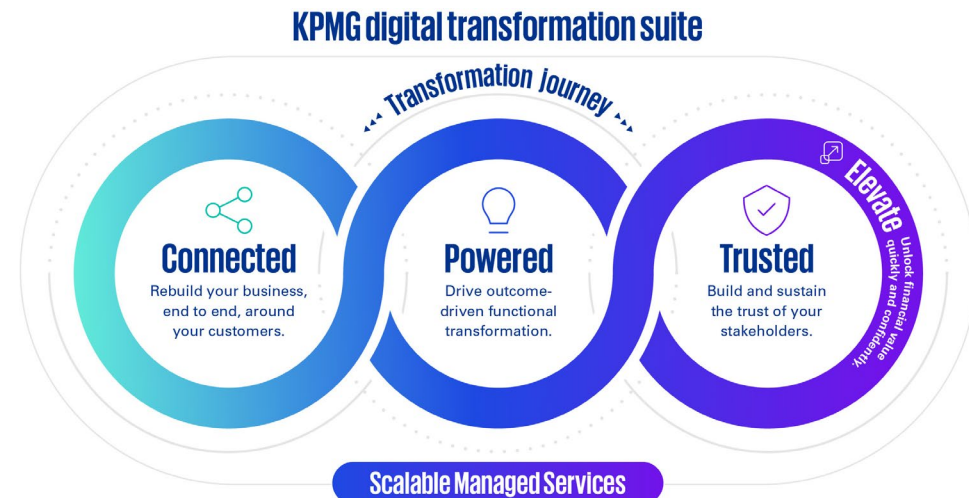 KPMG digital transformation suite
Transformation journey
Connected
Rebuild your business,
end to end, around
your customers.
Powered
Drive outcome-
driven functional
transformation.
Trusted
Build and sustain
the trust of your
stakeholders.
Elevate
Unlock financial value
quickly and confidently.
Scalable Managed Services